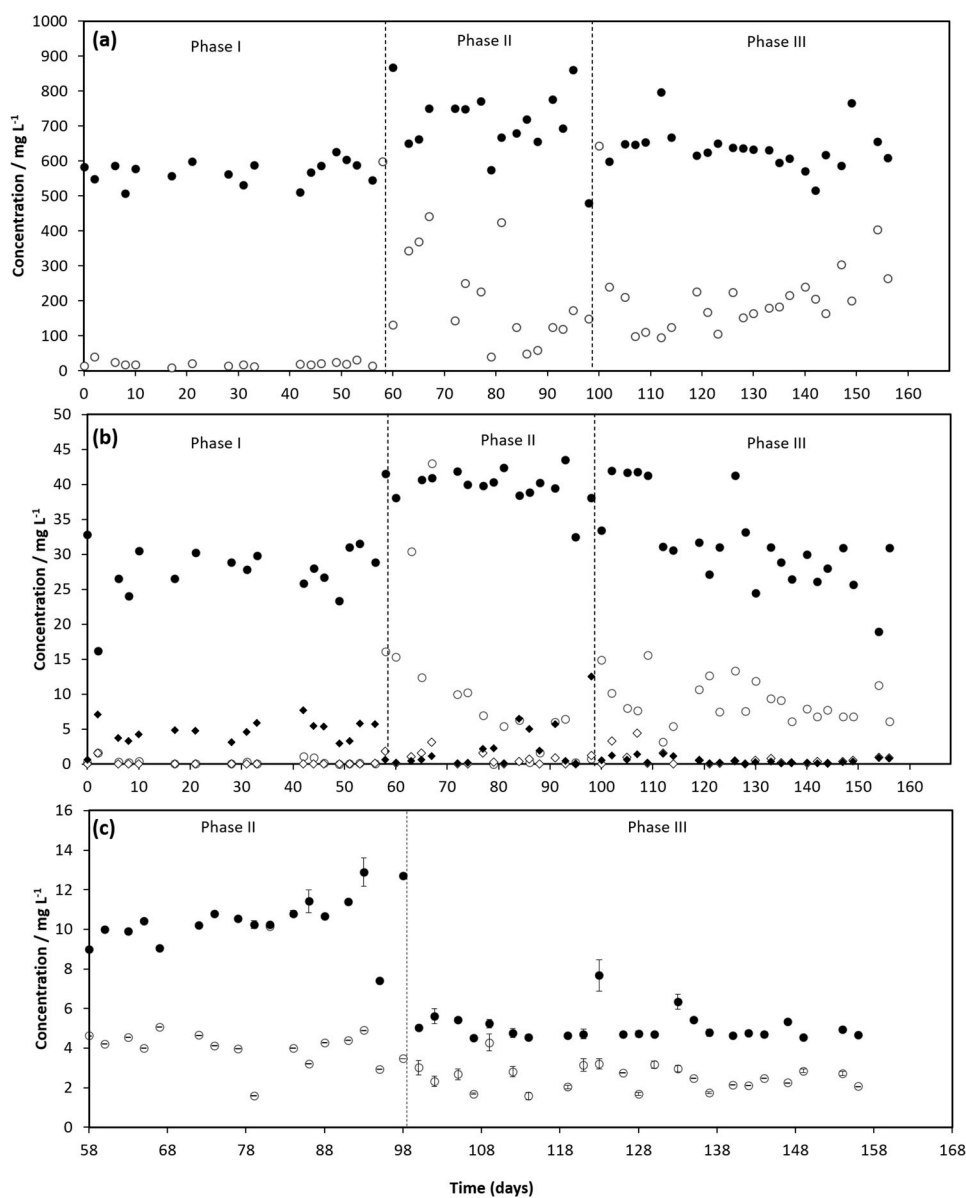 (a)
Phase I
Phase II
Phase III
Concentration / mg L⁻¹
1000
900
800
700
600
500
400
300
200
100
0
0 10 20 30 40 50 60 70 80 90 100 110 120 130 140 150 160
(b)
Phase I
Phase II
Phase III
Concentration / mg L⁻¹
50
45
40
35
30
25
20
15
10
5
0
0 10 20 30 40 50 60 70 80 90 100 110 120 130 140 150 160
(c)
Phase II
Phase III
Concentration / mg L⁻¹
16
14
12
10
8
6
4
2
0
58 68 78 88 98 108 118 128 138 148 158 168
Time (days)